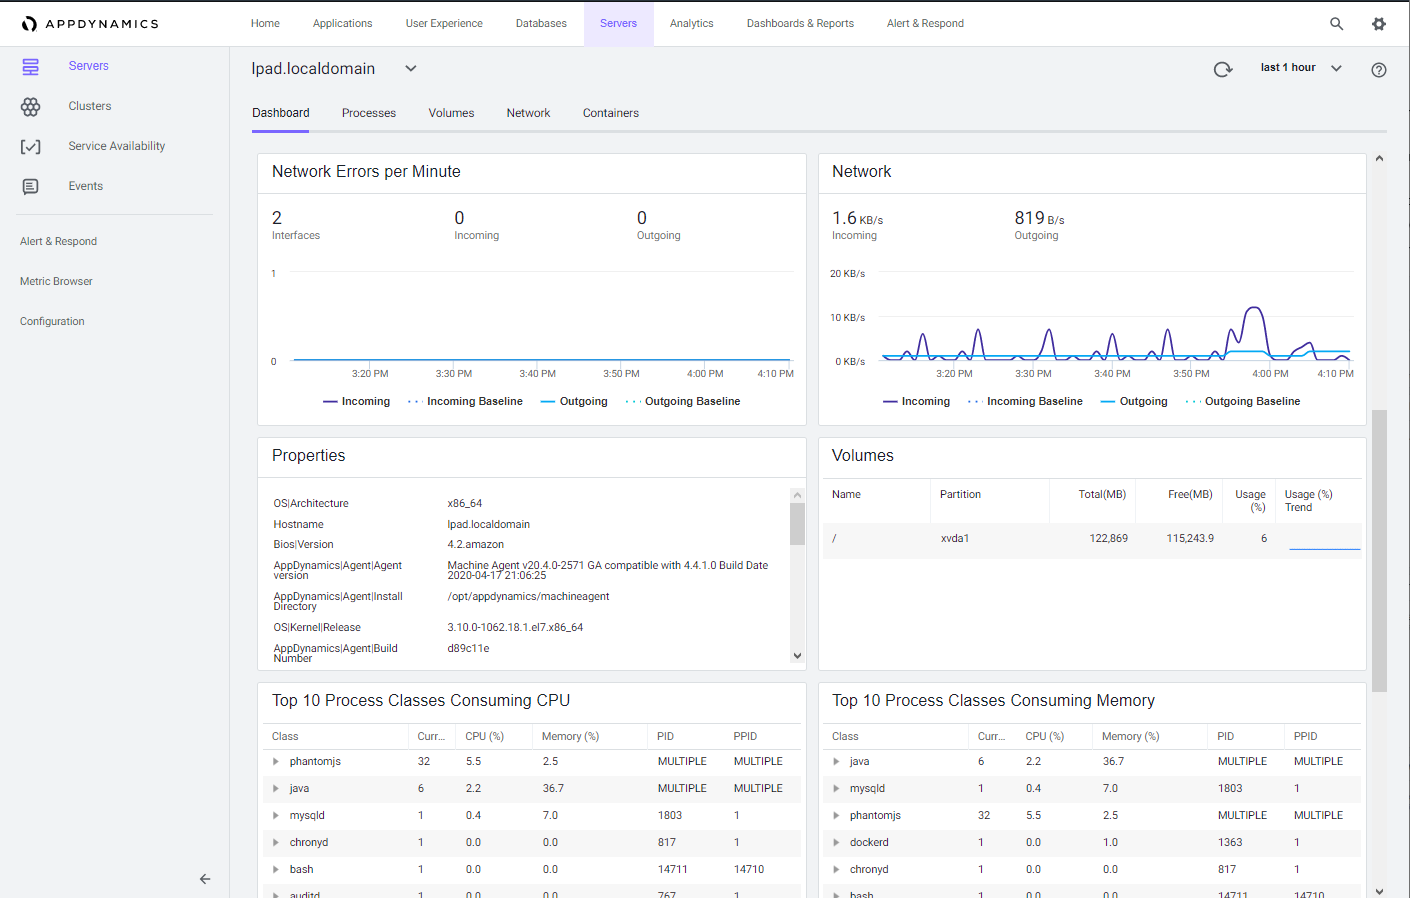 APPDYNAMICS
Home Applications User Experience Databases Servers Analytics Dashboards & Reports Alert & Respond
Servers
Clusters
Service Availability
Events
Alert & Respond
Metric Browser
Configuration
lpad.localdomain
last 1 hour
Dashboard Processes Volumes Network Containers
Network Errors per Minute
2 0 0
Interfaces Incoming Outgoing
1
0
3:20 PM 3:30 PM 3:40 PM 3:50 PM 4:00 PM 4:10 PM
Incoming Incoming Baseline Outgoing Outgoing Baseline
Network
1.6 KB/s 819 B/s
Incoming Outgoing
20 KB/s
10 KB/s
0 KB/s
3:20 PM 3:30 PM 3:40 PM 3:50 PM 4:00 PM 4:10 PM
Incoming Incoming Baseline Outgoing Outgoing Baseline
Properties
OS|Architecture x86_64
Hostname lpad.localdomain
Bios|Version 4.2.amazon
AppDynamics|Agent|Agent Machine Agent v20.4.0-2571 GA compatible with 4.4.1.0 Build Date
version 2020-04-17 21:06:25
AppDynamics|Agent|Install /opt/appdynamics/machineagent
Directory
OS|Kernel|Release 3.10.0-1062.18.1.el7.x86_64
AppDynamics|Agent|Build d89c11e
Number
Volumes
Name Partition Total(MB) Free(MB) Usage Usage (%)
(%) Trend
/ xvda1 122,869 115,243.9 6
Top 10 Process Classes Consuming CPU
Class Curr... CPU (%) Memory (%) PID PPID
phantomjs 32 5.5 2.5 MULTIPLE MULTIPLE
java 6 2.2 36.7 MULTIPLE MULTIPLE
mysqld 1 0.4 7.0 1803 1
chronyd 1 0.0 0.0 817 1
bash 1 0.0 0.0 14711 14710
auditd 1 0.0 0.0 767 1
Top 10 Process Classes Consuming Memory
Class Curr... CPU (%) Memory (%) PID PPID
java 6 2.2 36.7 MULTIPLE MULTIPLE
mysqld 1 0.4 7.0 1803 1
phantomjs 32 5.5 2.5 MULTIPLE MULTIPLE
dockerd 1 0.0 1.0 1363 1
chronyd 1 0.0 0.0 817 1
bash 1 0.0 0.0 14711 14710